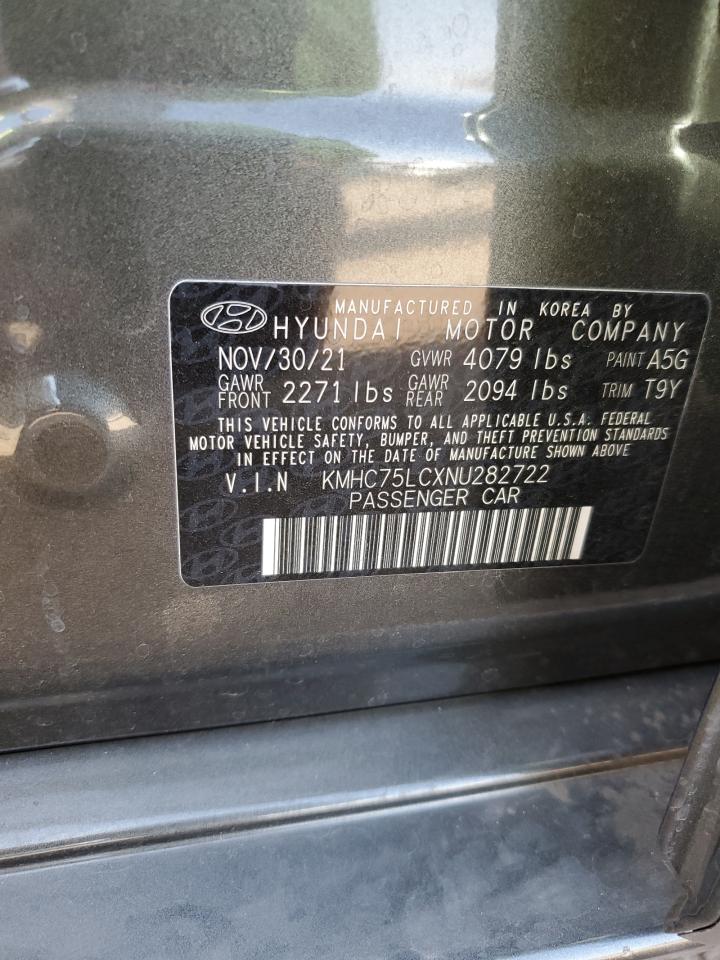 MANUFACTURED IN KOREA BY
HYUNDAI MOTOR COMPANY
NOV/30/21 GVWR 4079 lbs PAINT A5G
GAWR FRONT 2271 lbs GAWR REAR 2094 lbs TRIM T9Y
THIS VEHICLE CONFORMS TO ALL APPLICABLE U.S.A. FEDERAL
MOTOR VEHICLE SAFETY, BUMPER, AND THEFT PREVENTION STANDARDS
IN EFFECT ON THE DATE OF MANUFACTURE SHOWN ABOVE
V.I.N KMHC75LCXNU282722
PASSENGER CAR